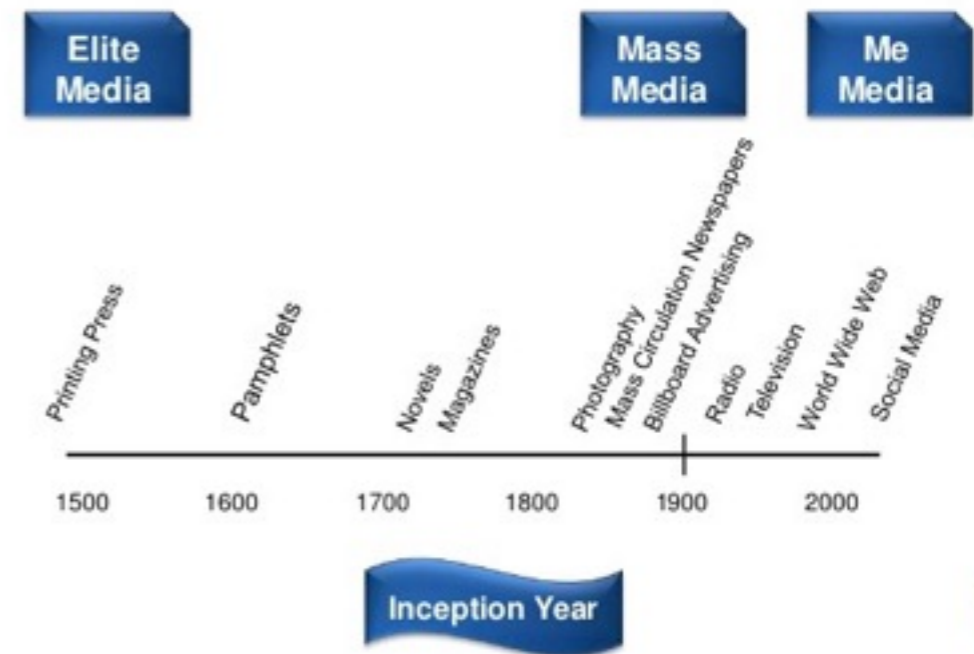 Elite
Media
Mass
Media
Me
Media
Printing Press
Pamphlets
Novels
Magazines
Photography
Mass Circulation Newspapers
Billboard Advertising
Radio
Television
World Wide Web
Social Media
1500
1600
1700
1800
1900
2000
Inception Year